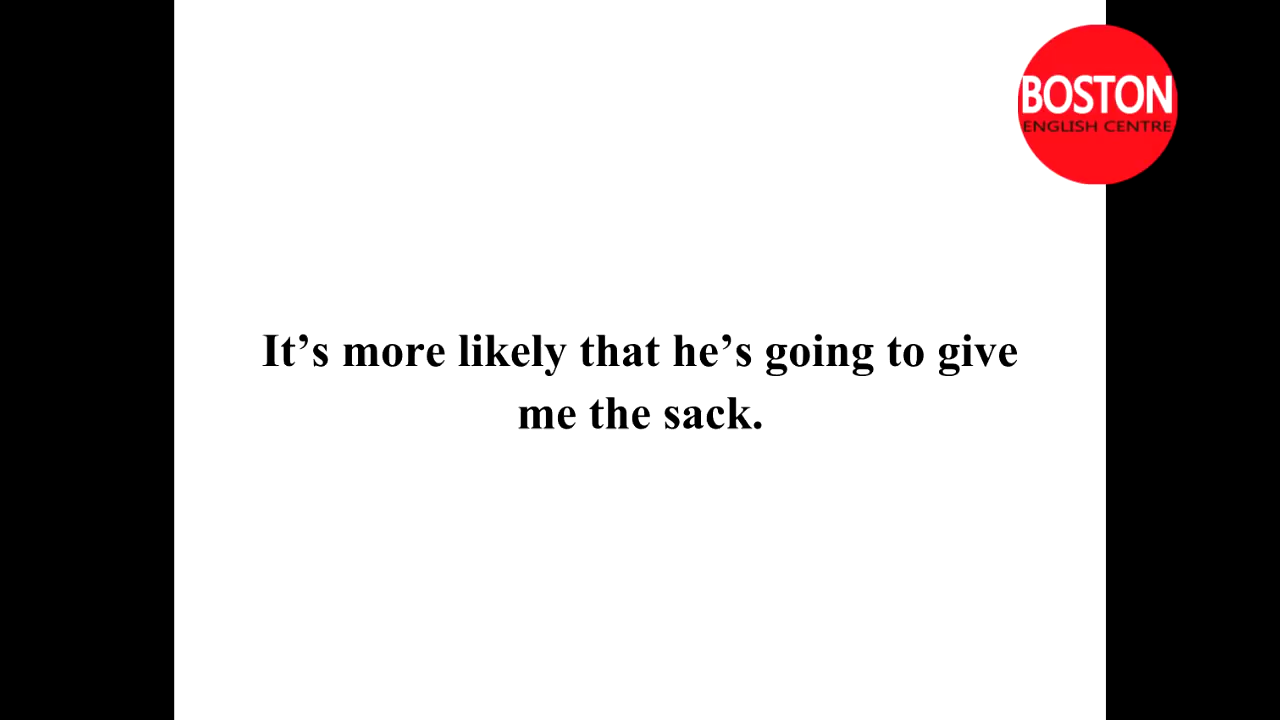 BOSTON
ENGLISH CENTRE
It’s more likely that he’s going to give
me the sack.